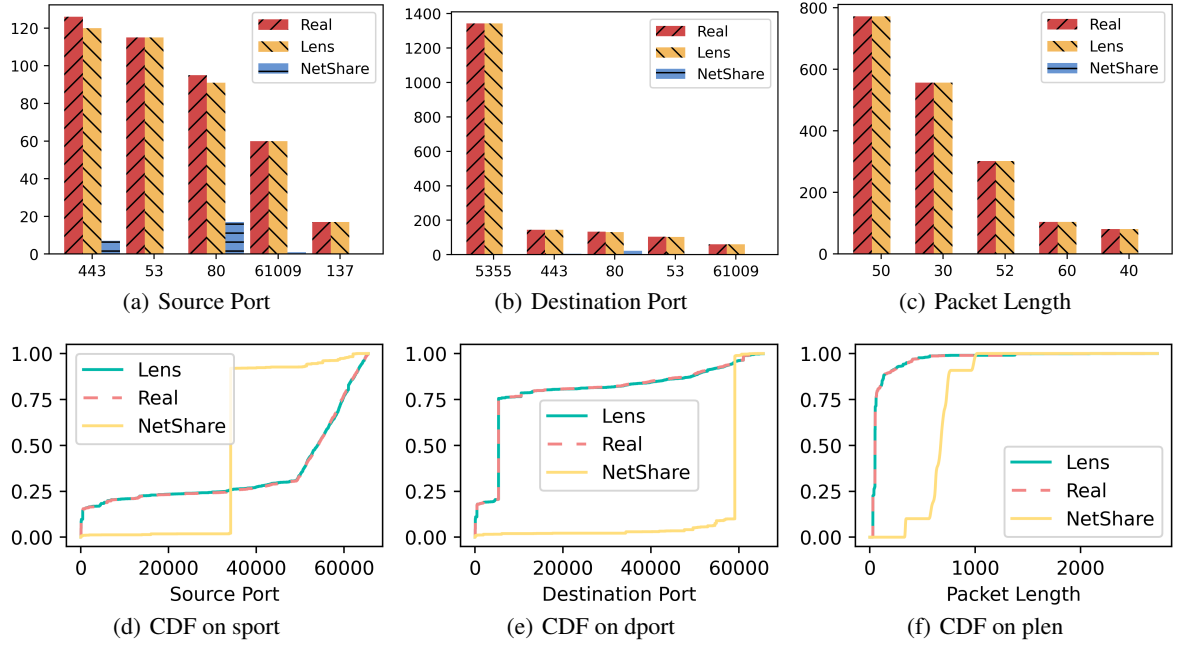 120
100
80
60
40
20
0
443 53 80 61009 137
Real
Lens
NetShare
(a) Source Port
1400
1200
1000
800
600
400
200
0
5355 443 80 53 61009
Real
Lens
NetShare
(b) Destination Port
800
600
400
200
0
50 30 52 60 40
Real
Lens
NetShare
(c) Packet Length
1.00
0.75
0.50
0.25
0.00
Lens
Real
NetShare
0 20000 40000 60000
Source Port
(d) CDF on sport
1.00
0.75
0.50
0.25
0.00
Lens
Real
NetShare
0 20000 40000 60000
Destination Port
(e) CDF on dport
1.00
0.75
0.50
0.25
0.00
Lens
Real
NetShare
0 1000 2000
Packet Length
(f) CDF on plen